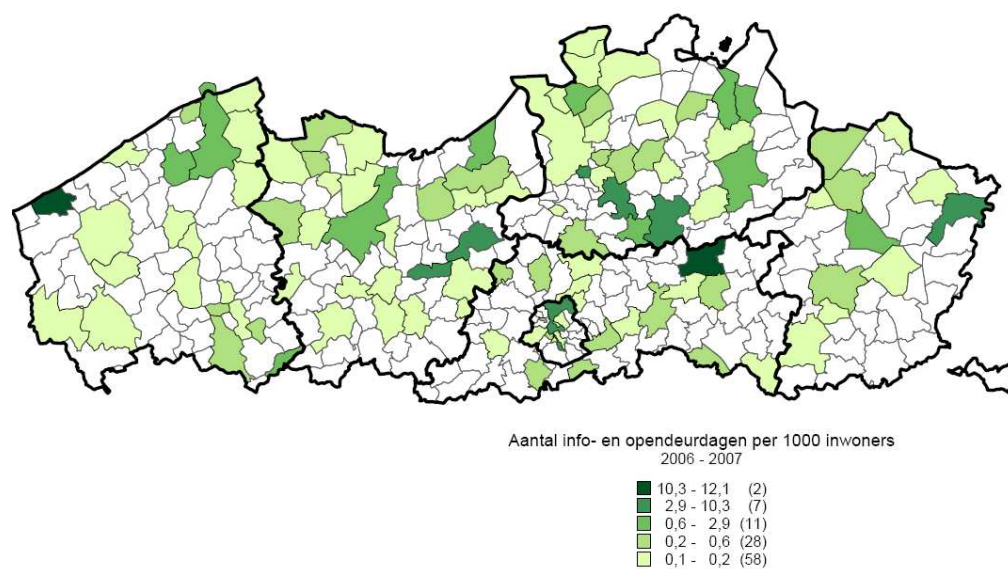 Aantal info- en opendeurdagen per 1000 inwoners
2006 - 2007
10,3 - 12,1 (2)
2,9 - 10,3 (7)
0,6 - 2,9 (11)
0,2 - 0,6 (28)
0,1 - 0,2 (58)